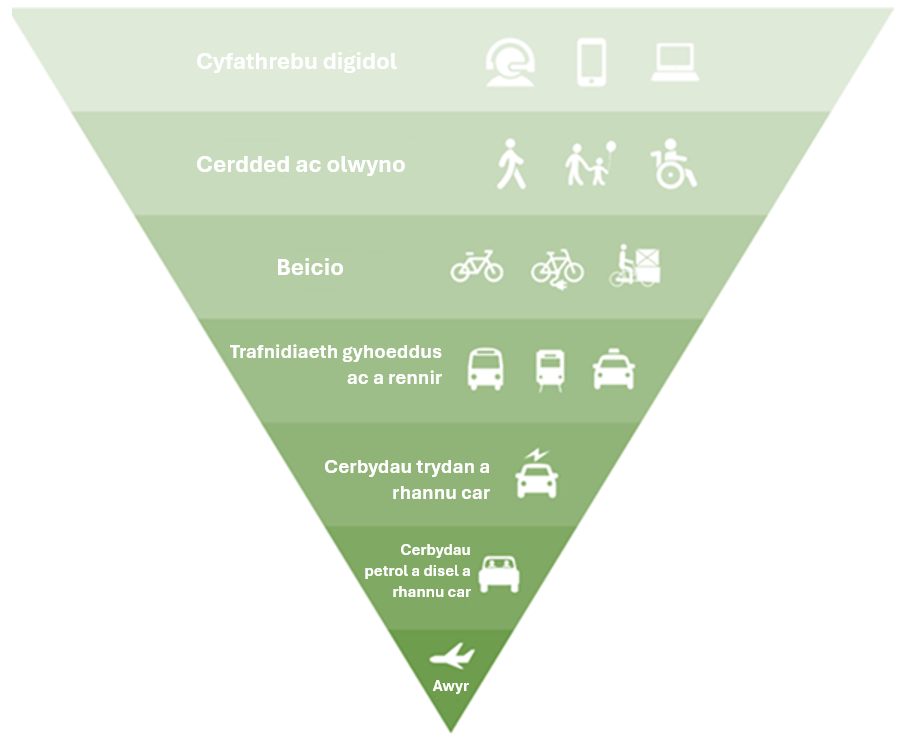 Cyfathrebu digidol
Cerdded ac olwyno
Beicio
Trafnidiaeth gyhoeddus
ac a rennir
Cerbydau trydan a
rhannu car
Cerbydau
petrol a disel a
rhannu car
Awyr